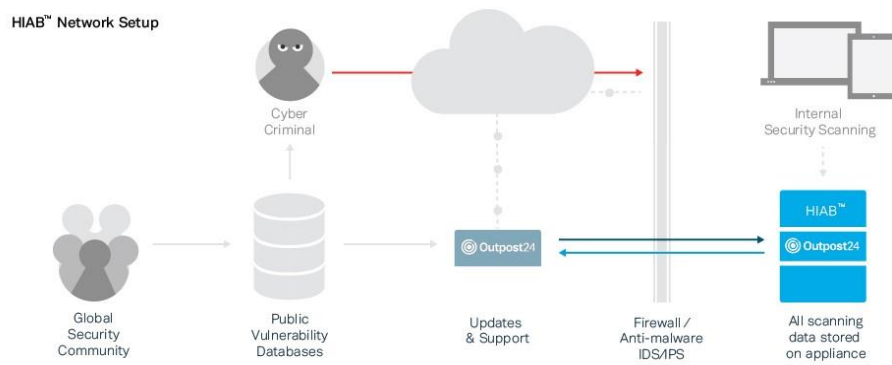 HIAB™ Network Setup
Cyber
Criminal
Internal
Security Scanning
HIAB™
Outpost24
Outpost24
Global
Security
Community
Public
Vulnerability
Databases
Updates
& Support
Firewall /
Anti-malware
IDS/IPS
All scanning
data stored
on appliance